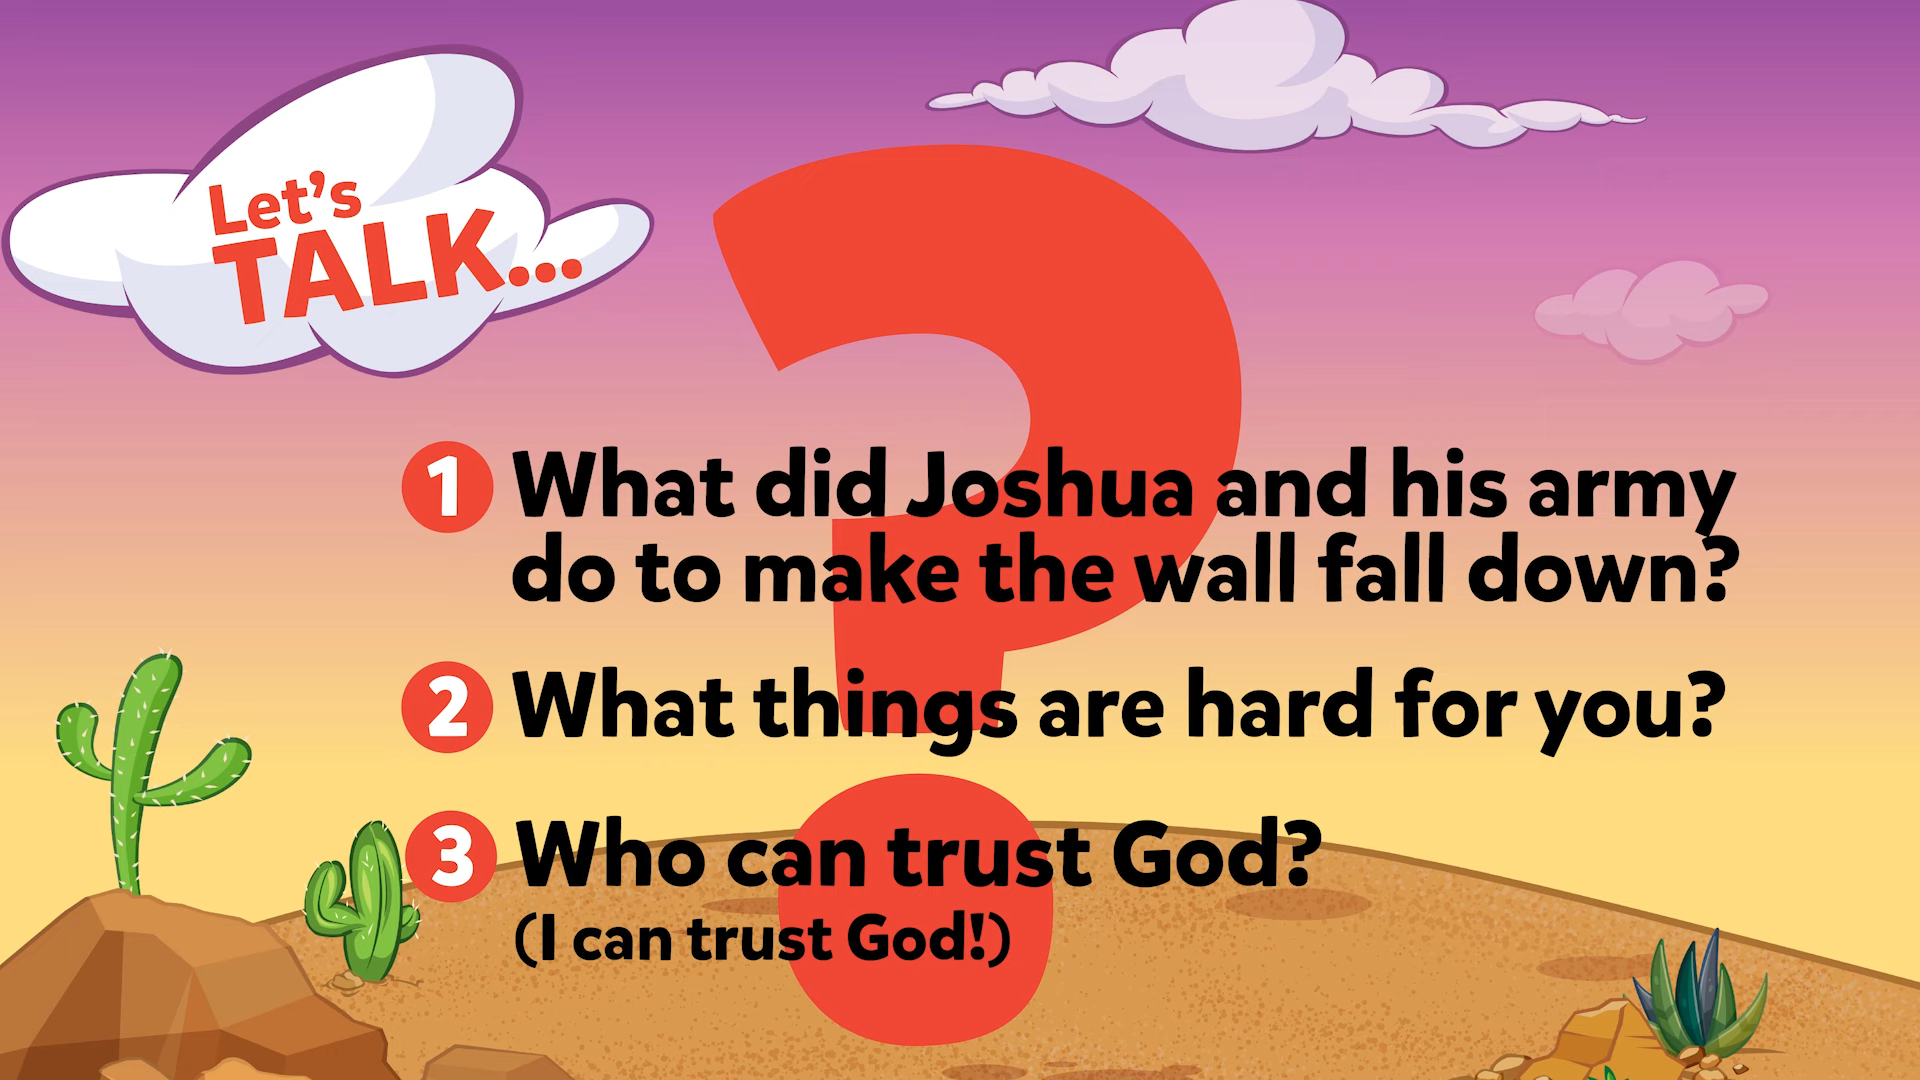 Let's
TALK...
1 What did Joshua and his army
do to make the wall fall down?
2 What things are hard for you?
3 Who can trust God?
(I can trust God!)